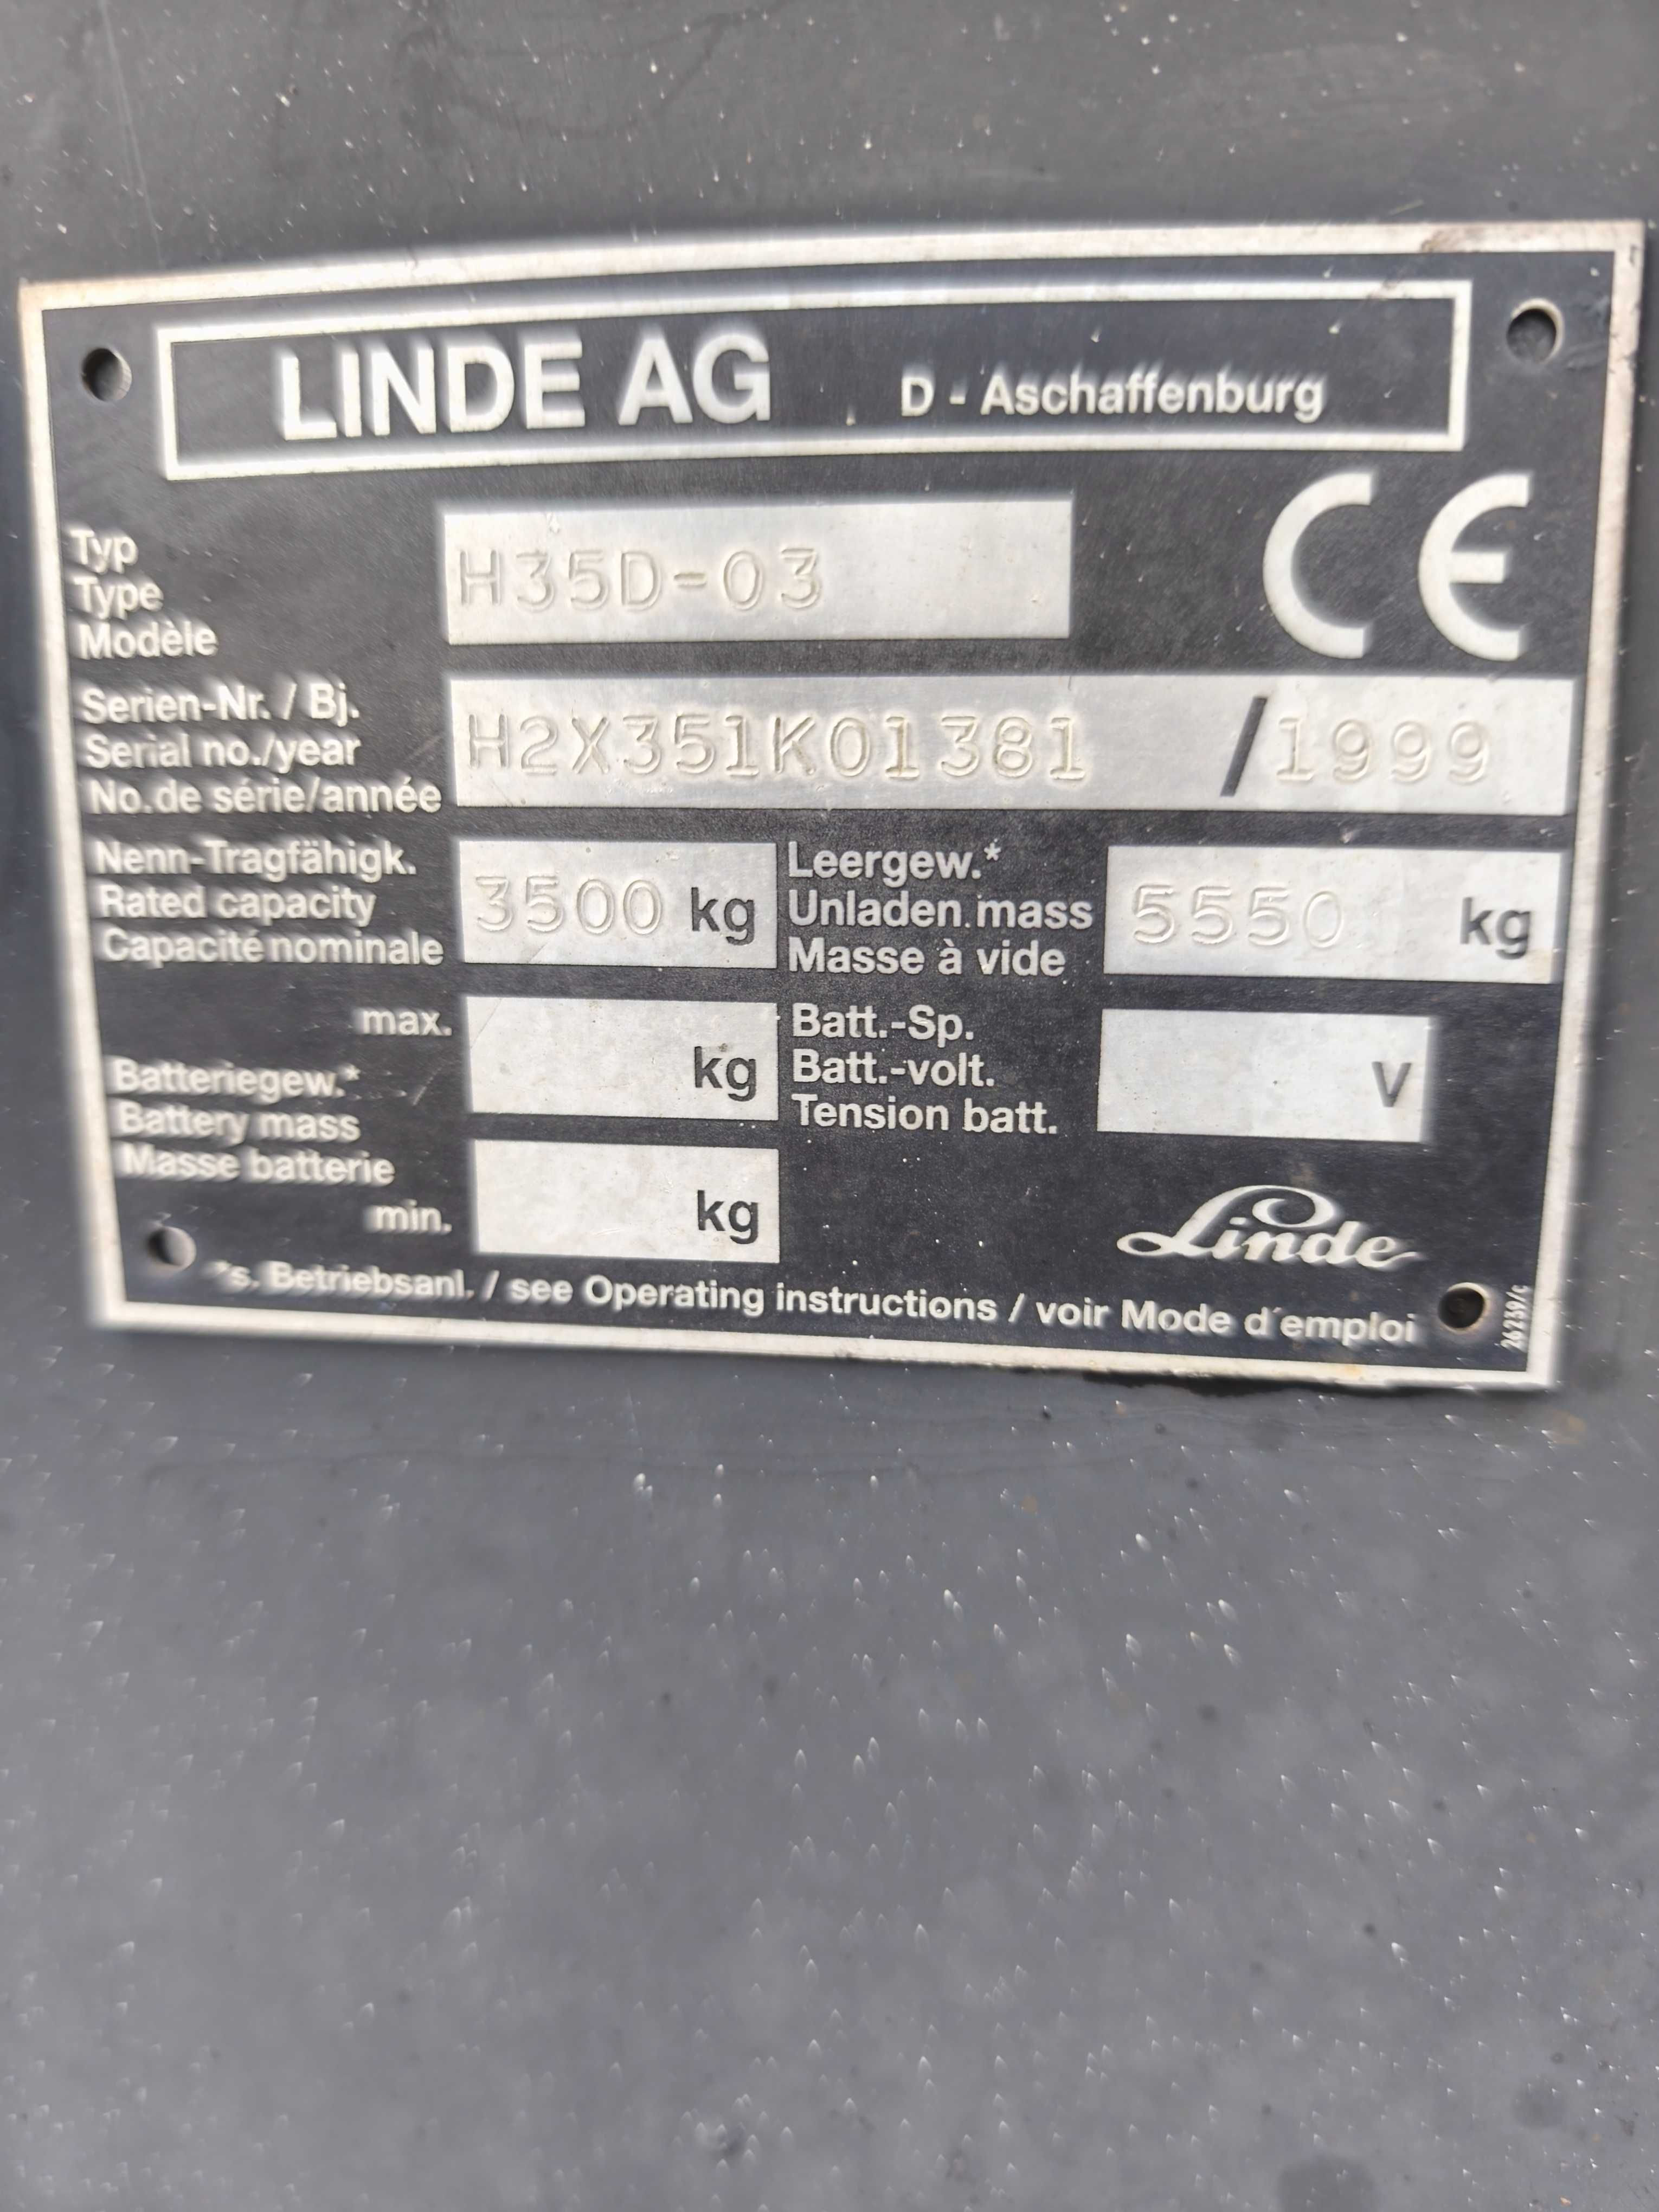 LINDE AG D - Aschaffenburg
CE
Typ
Type
Modèle
H35D-03
Serien-Nr. / Bj.
Serial no./year
No.de série/année
H2X351K01381 /1999
Nenn-Tragfähigk.
Rated capacity
Capacité nominale
3500 kg
Leergew.*
Unladen mass
Masse à vide
5550 kg
max.
kg
Batteriegew.*
Battery mass
Masse batterie
min.
kg
Batt.-Sp.
Batt.-volt.
Tension batt.
V
Linde
*s. Betriebsanl. / see Operating instructions / voir Mode d´emploi
26259/c